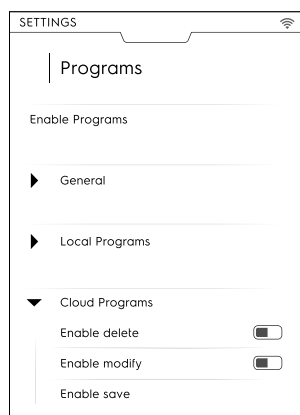 SETTINGS
Programs
Enable Programs
General
Local Programs
Cloud Programs
Enable delete
Enable modify
Enable save